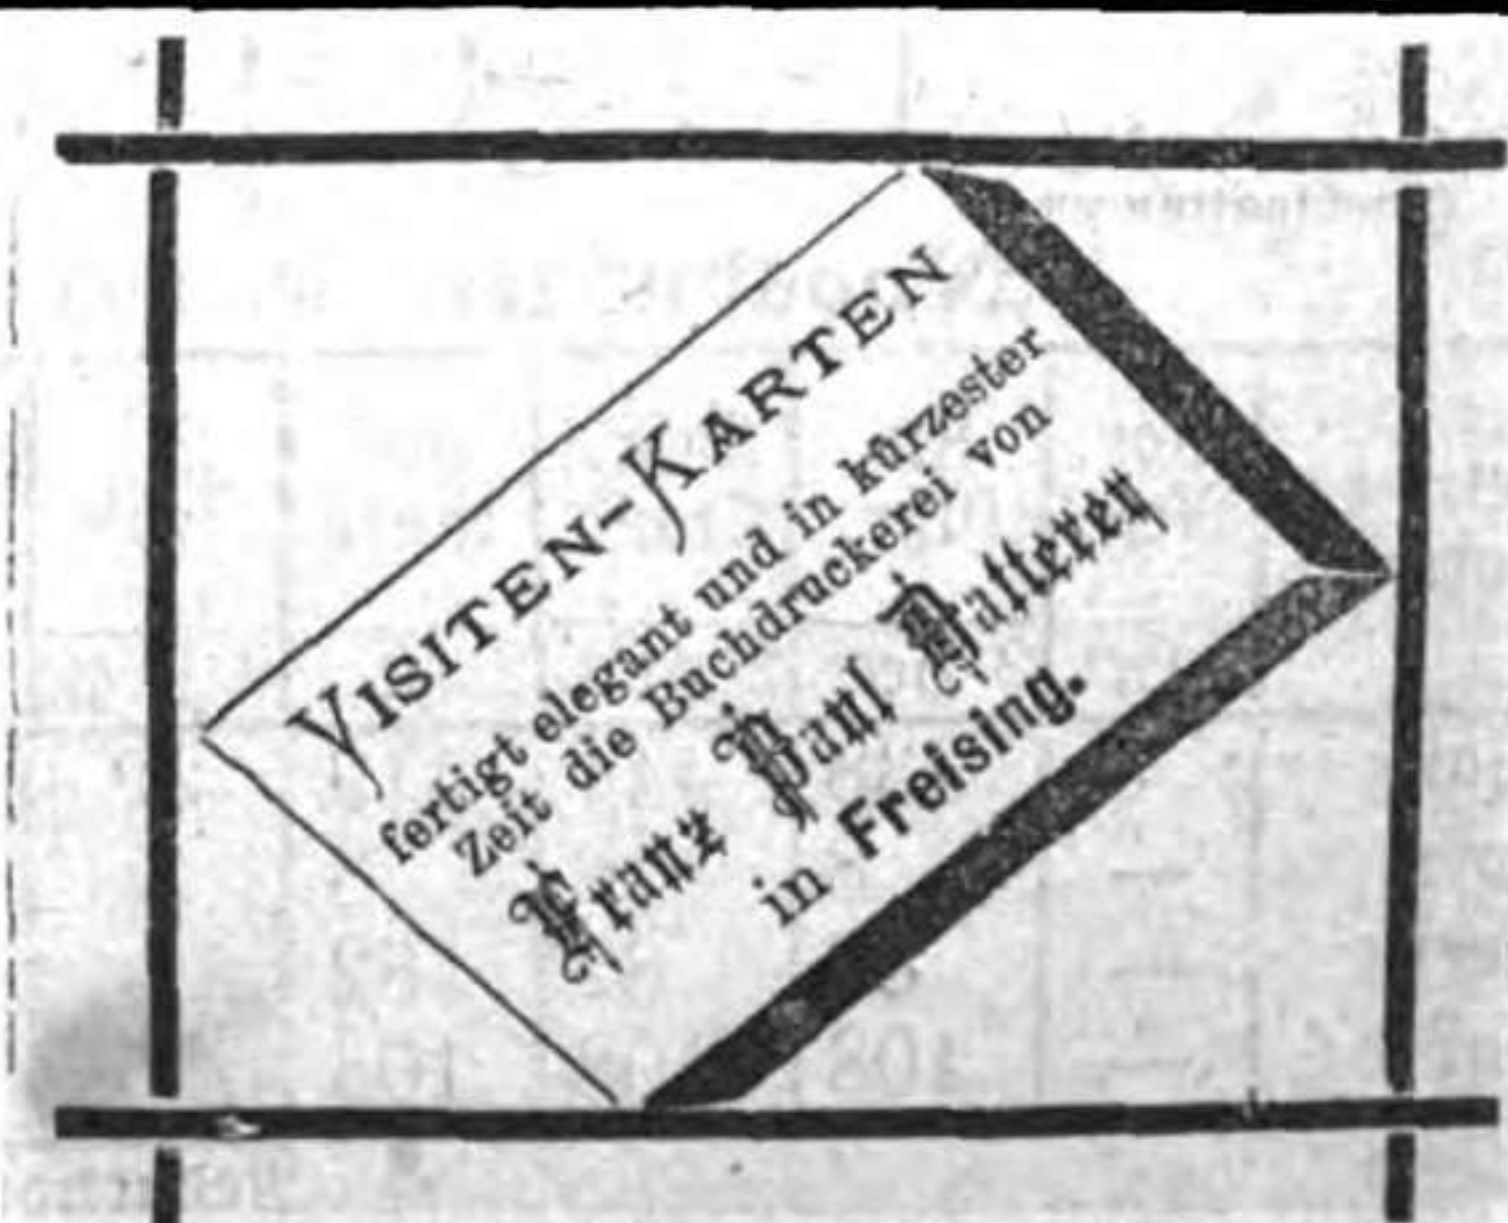 VISITEN-KARTEN
fertigt elegant und in kürzester
Zeit die Buchdruckerei von
Franz Paul Datterer
in Freising.